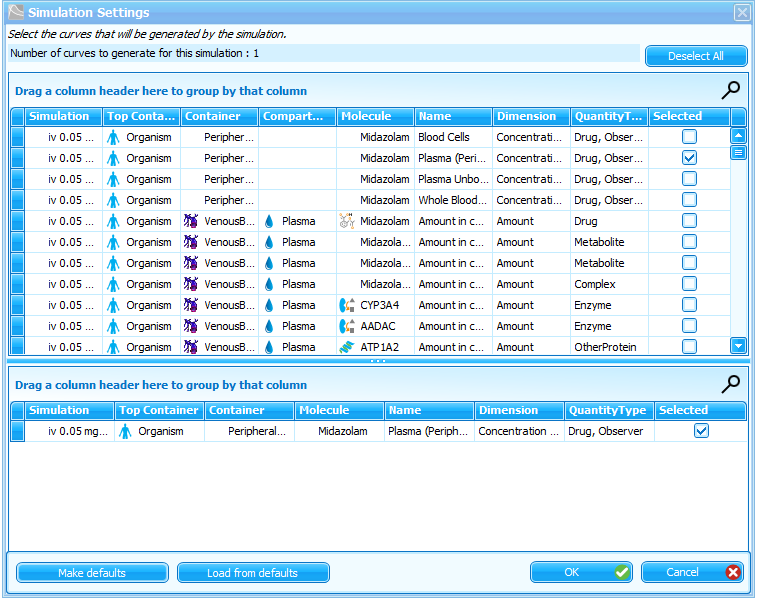 Simulation Settings
Select the curves that will be generated by the simulation.
Number of curves to generate for this simulation : 1
Deselect All
Drag a column header here to group by that column
Simulation Top Conta... Container Compart... Molecule Name Dimension QuantityT... Selected
iv 0.05 ... Organism Peripher... Midazolam Blood Cells Concentrati... Drug, Obser...
iv 0.05 ... Organism Peripher... Midazolam Plasma (Peri... Concentrati... Drug, Obser...
iv 0.05 ... Organism Peripher... Midazolam Plasma Unbo... Concentrati... Drug, Obser...
iv 0.05 ... Organism Peripher... Midazolam Whole Blood... Concentrati... Drug, Obser...
iv 0.05 ... Organism VenousB... Plasma Midazolam Amount in c... Amount Drug
iv 0.05 ... Organism VenousB... Plasma Midazola... Amount in c... Amount Metabolite
iv 0.05 ... Organism VenousB... Plasma Midazola... Amount in c... Amount Metabolite
iv 0.05 ... Organism VenousB... Plasma Midazola... Amount in c... Amount Complex
iv 0.05 ... Organism VenousB... Plasma CYP3A4 Amount in c... Amount Enzyme
iv 0.05 ... Organism VenousB... Plasma AADAC Amount in c... Amount Enzyme
iv 0.05 ... Organism VenousB... Plasma ATP1A2 Amount in c... Amount OtherProtein
Drag a column header here to group by that column
Simulation Top Container Container Molecule Name Dimension QuantityType Selected
iv 0.05 mg... Organism Peripheral... Midazolam Plasma (Periph... Concentration ... Drug, Observer
Make defaults Load from defaults OK Cancel